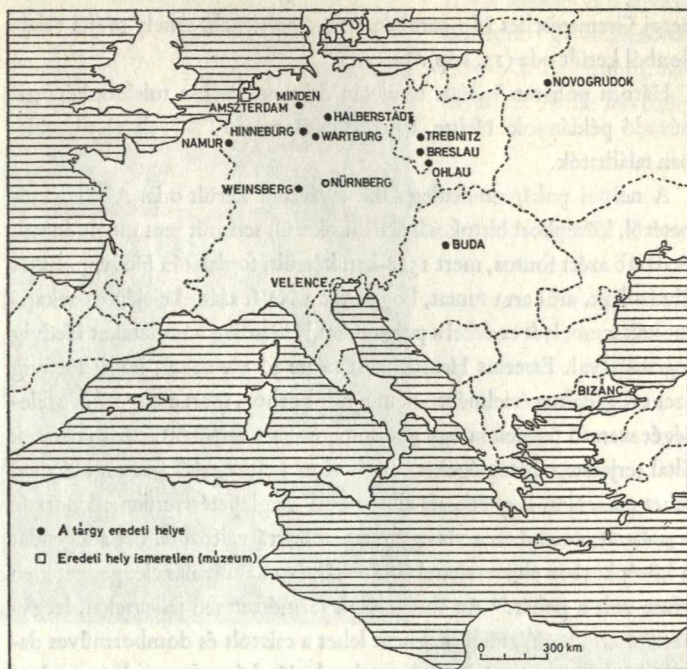 NOVOGRUDOK
MINDEN
AMSZTERDAM
HALBERSTADT
HINNEBURG
WARTBURG
TREBNITZ
NAMUR
BRESLAU
OHLAU
WEINSBERG
NÜRNBERG
BUDA
VELENCE
BIZÁNC
A tárgy eredeti helye
Eredeti hely ismeretlen (múzeum)
0
300 km